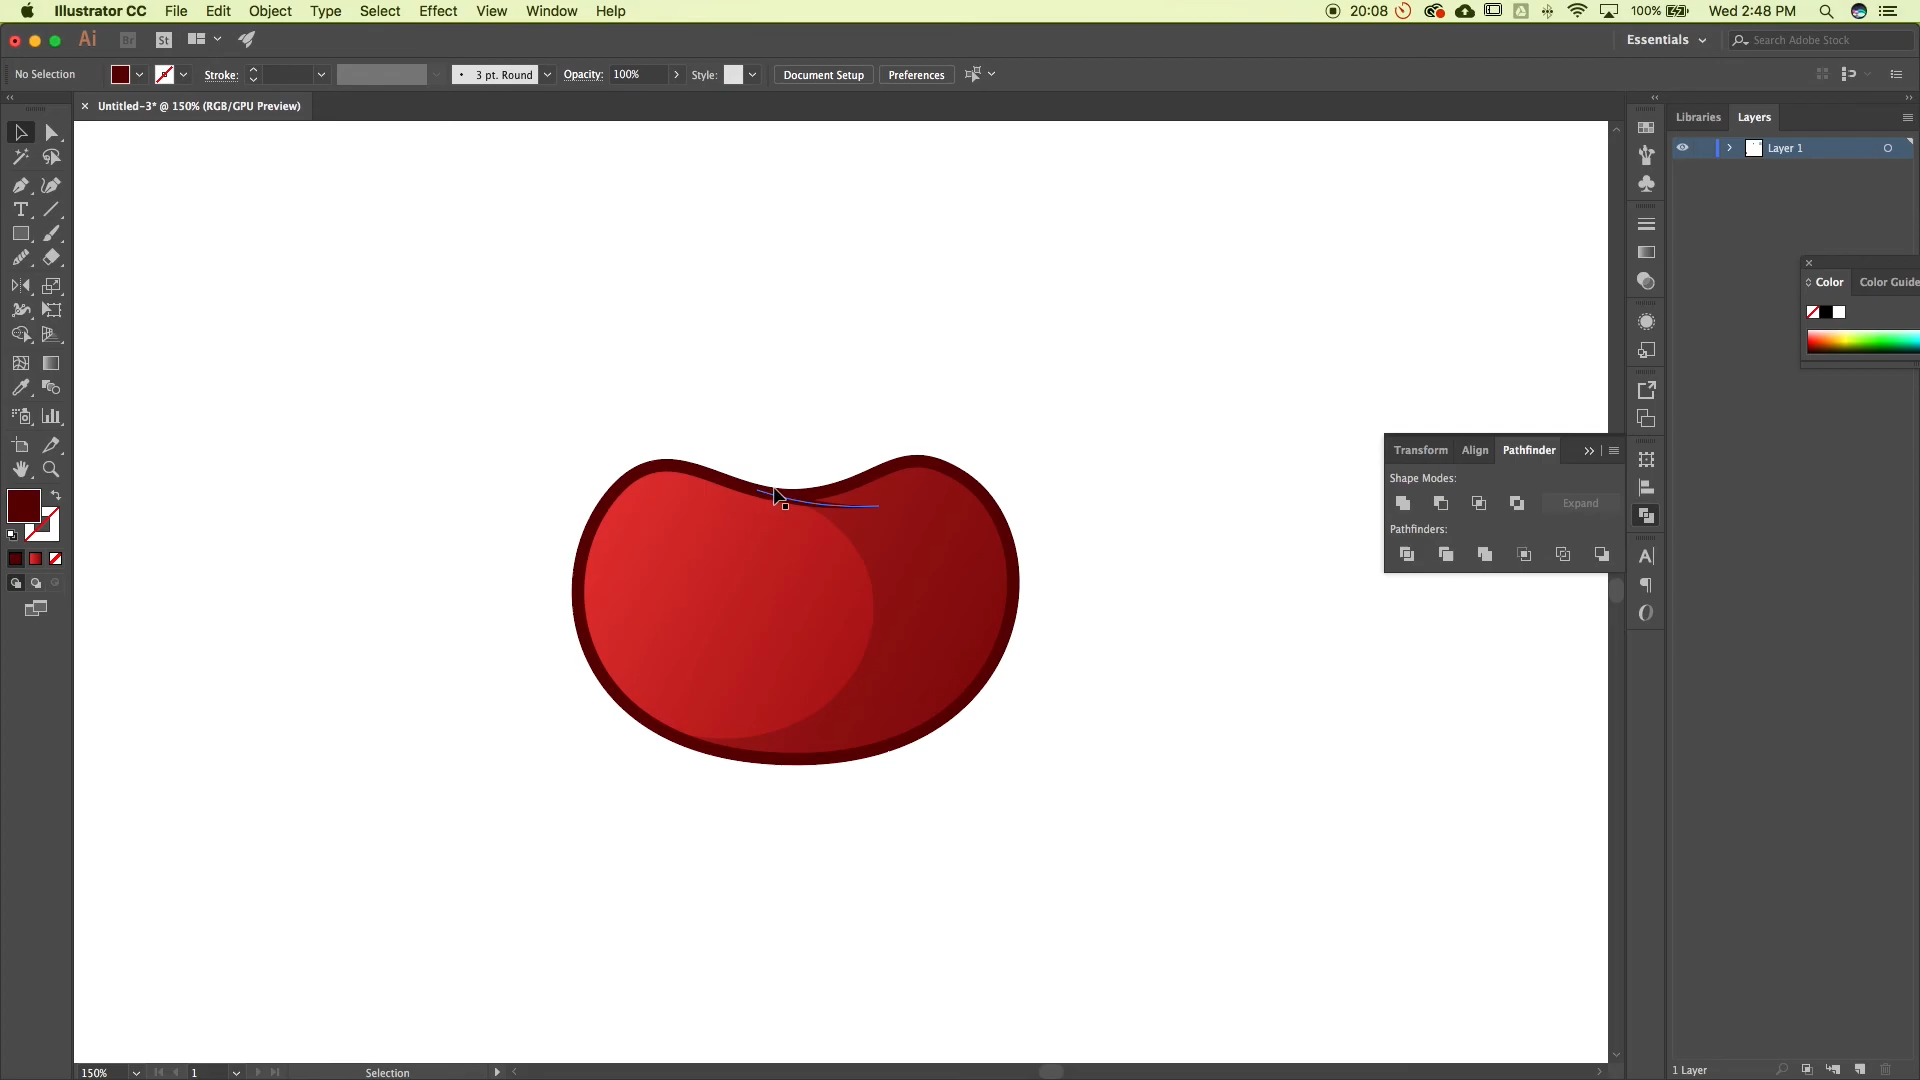 Illustrator CC File Edit Object Type Select Effect View Window Help 20:08 100% Wed 2:48 PM
Ai Br St Essentials Search Adobe Stock
No Selection Stroke: 3 pt. Round Opacity: 100% Style: Document Setup Preferences
Untitled-3* @ 150% (RGB/GPU Preview)
Libraries Layers
Layer 1
Color Color Guide
Transform Align Pathfinder
Shape Modes:
Expand
Pathfinders:
150% 1 Selection
1 Layer